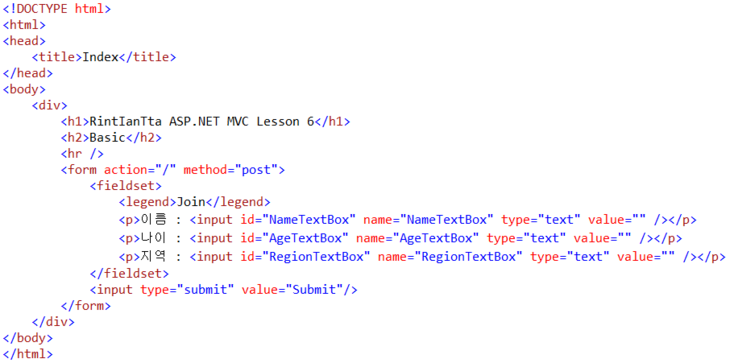 <!DOCTYPE html>
<html>
<head>
    <title>Index</title>
</head>
<body>
    <div>
        <h1>RintIanTta ASP.NET MVC Lesson 6</h1>
        <h2>Basic</h2>
        <hr />
        <form action="/" method="post">
            <fieldset>
                <legend>Join</legend>
                <p>이름 : <input id="NameTextBox" name="NameTextBox" type="text" value="" /></p>
                <p>나이 : <input id="AgeTextBox" name="AgeTextBox" type="text" value="" /></p>
                <p>지역 : <input id="RegionTextBox" name="RegionTextBox" type="text" value="" /></p>
            </fieldset>
            <input type="submit" value="Submit"/>
        </form>
    </div>
</body>
</html>